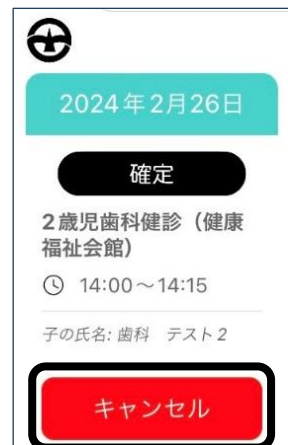 2024年2月26日
確定
2歳児歯科健診（健康
福祉会館）
14:00～14:15
子の氏名: 歯科　テスト2
キャンセル